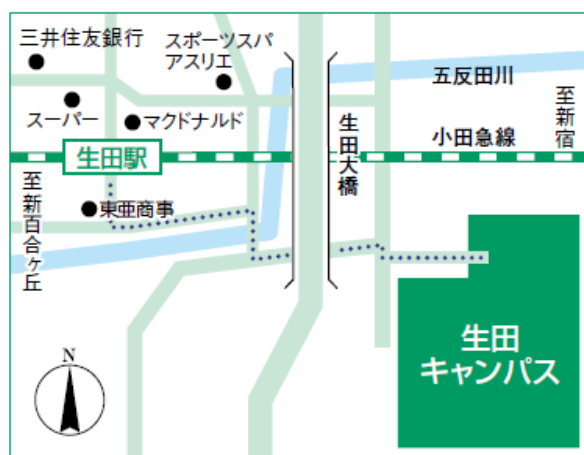 三井住友銀行
スポーツスパ
アスリエ
スーパー
マクドナルド
五反田川
小田急線
至新宿
生田大橋
生田駅
至新百合ヶ丘
東亜商事
生田
キャンパス
N